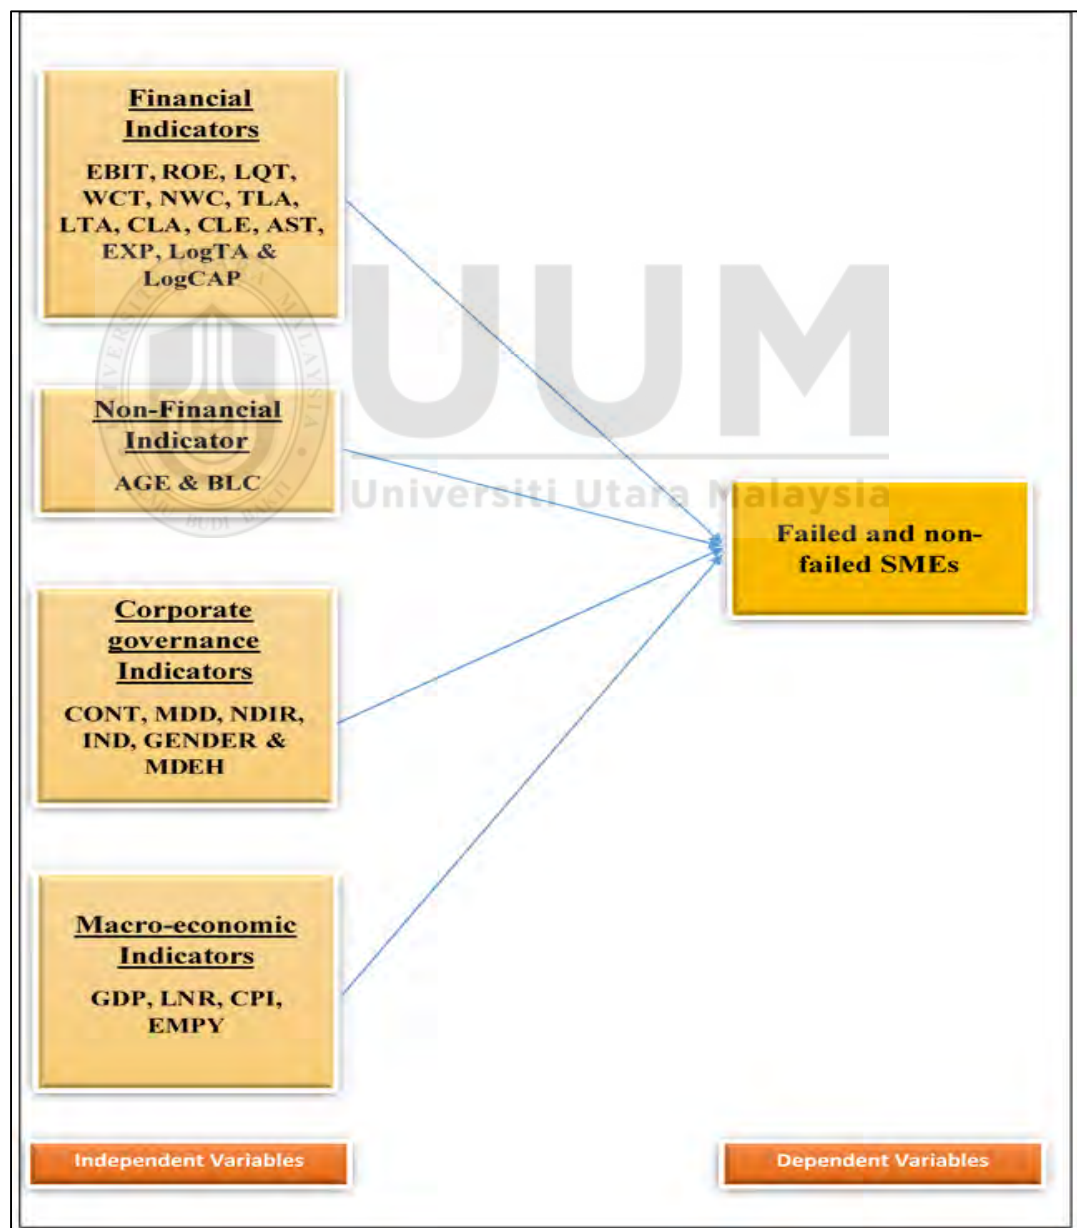 Financial
Indicators
EBIT, ROE, LQT,
WCT, NWC, TLA,
LTA, CLA, CLE, AST,
EXP, LogTA &
LogCAP
Non-Financial
Indicator
AGE & BLC
Corporate
governance
Indicators
CONT, MDD, NDIR,
IND, GENDER &
MDEH
Macro-economic
Indicators
GDP, LNR, CPI,
EMPY
Independent Variables
Failed and non-
failed SMEs
Dependent Variables
UUM
Universiti Utara Malaysia